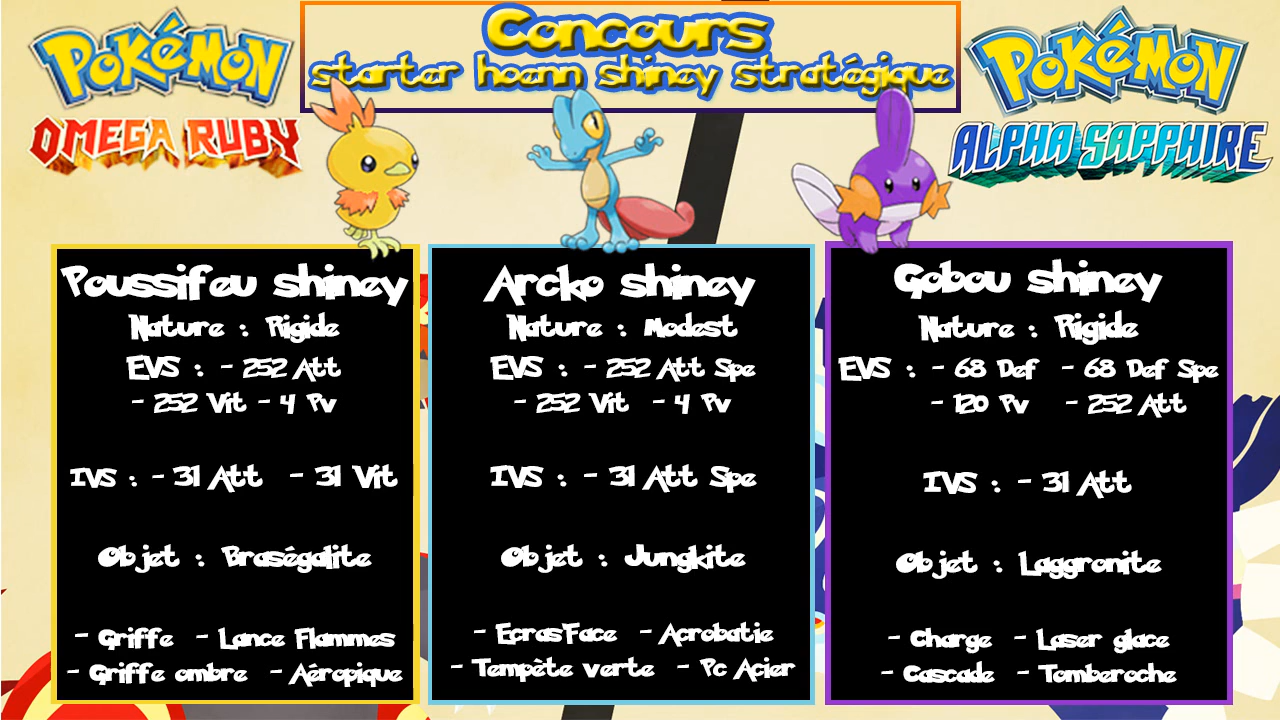 Concours
starter hoenn shiney stratégique
POKéMON
OMEGA RUBY
POKéMON
ALPHA SAPPHIRE
Poussifeu shiney
Nature : Rigide
EVS : - 252 Att
- 252 Vit - 4 Pv
IVS : - 31 Att - 31 Vit
Objet : Braségalite
- Griffe - Lance Flammes
- Griffe ombre - Aéropique
Arcko shiney
Nature : Modest
EVS : - 252 Att Spe
- 252 Vit - 4 Pv
IVS : - 31 Att Spe
Objet : Jungkite
- Ecras'Face - Acrobatie
- Tempète verte - Pc Acier
Gobou shiney
Nature : Rigide
EVS : - 68 Def - 68 Def Spe
- 120 Pv - 252 Att
IVS : - 31 Att
Objet : Laggronite
- Charge - Laser glace
- Cascade - Tomberoche